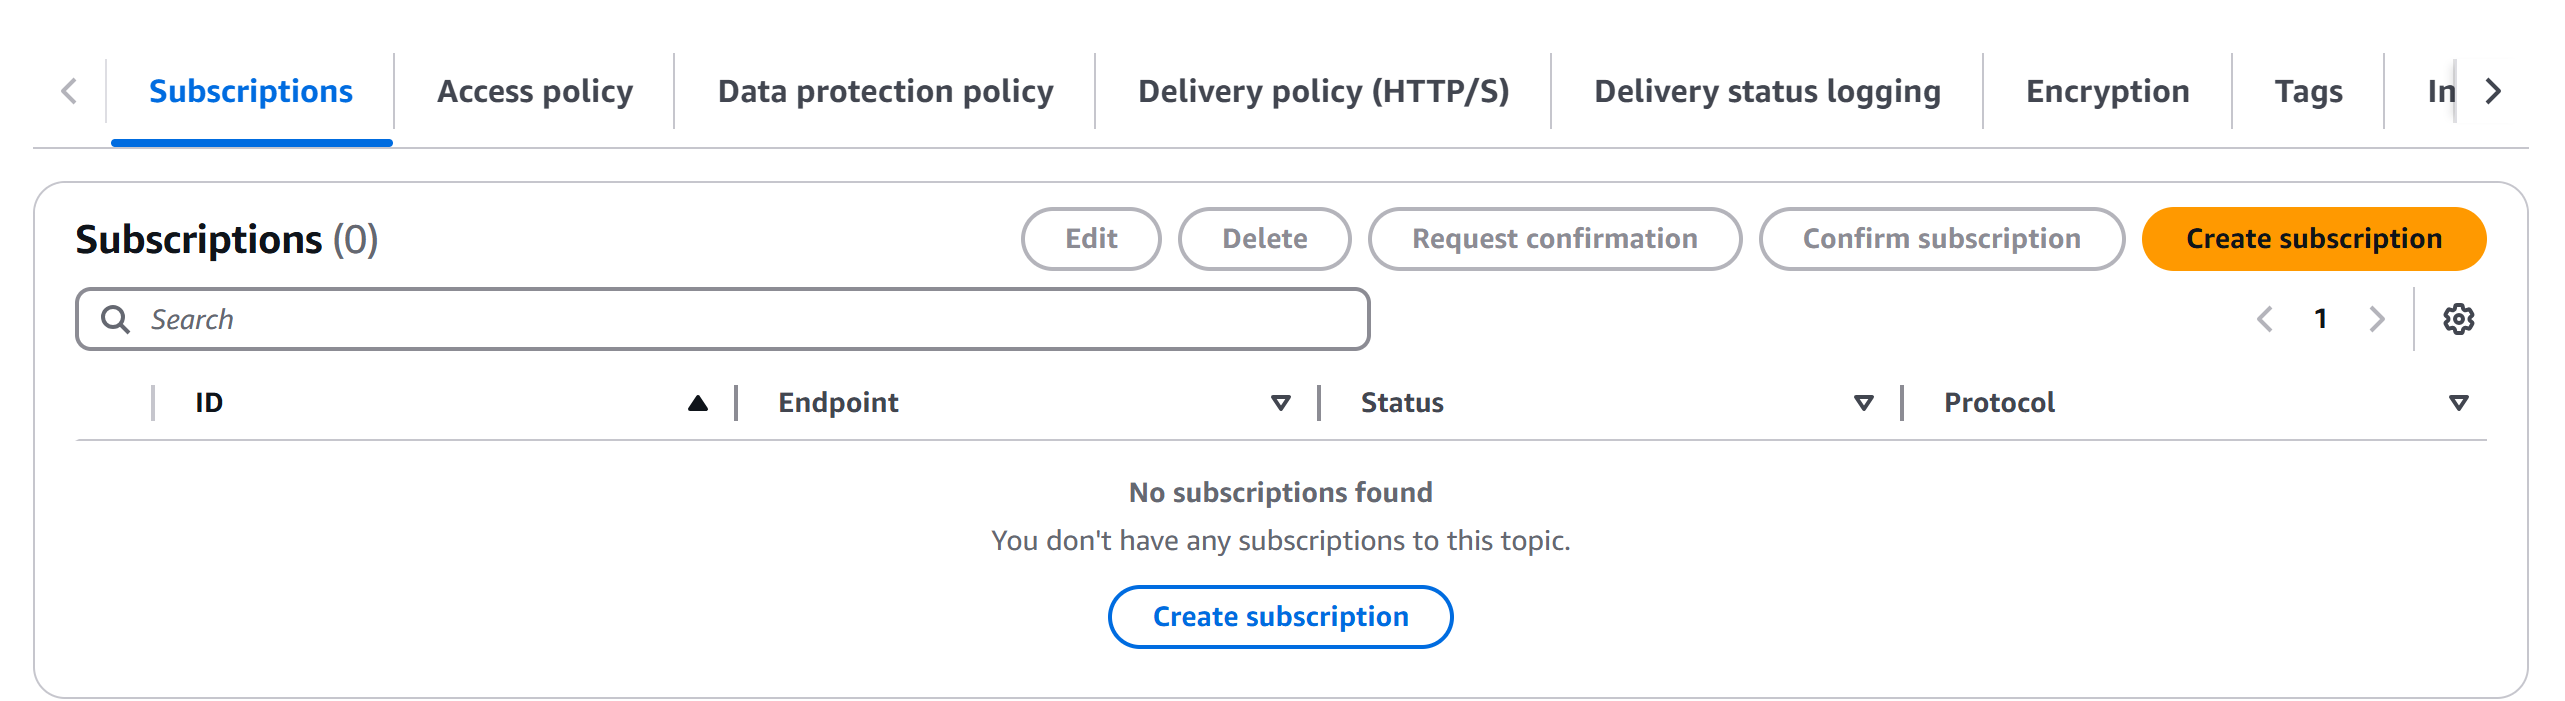 Subscriptions Access policy Data protection policy Delivery policy (HTTP/S) Delivery status logging Encryption Tags In
Subscriptions (0) Edit Delete Request confirmation Confirm subscription Create subscription
Search 1
ID Endpoint Status Protocol
No subscriptions found
You don't have any subscriptions to this topic.
Create subscription